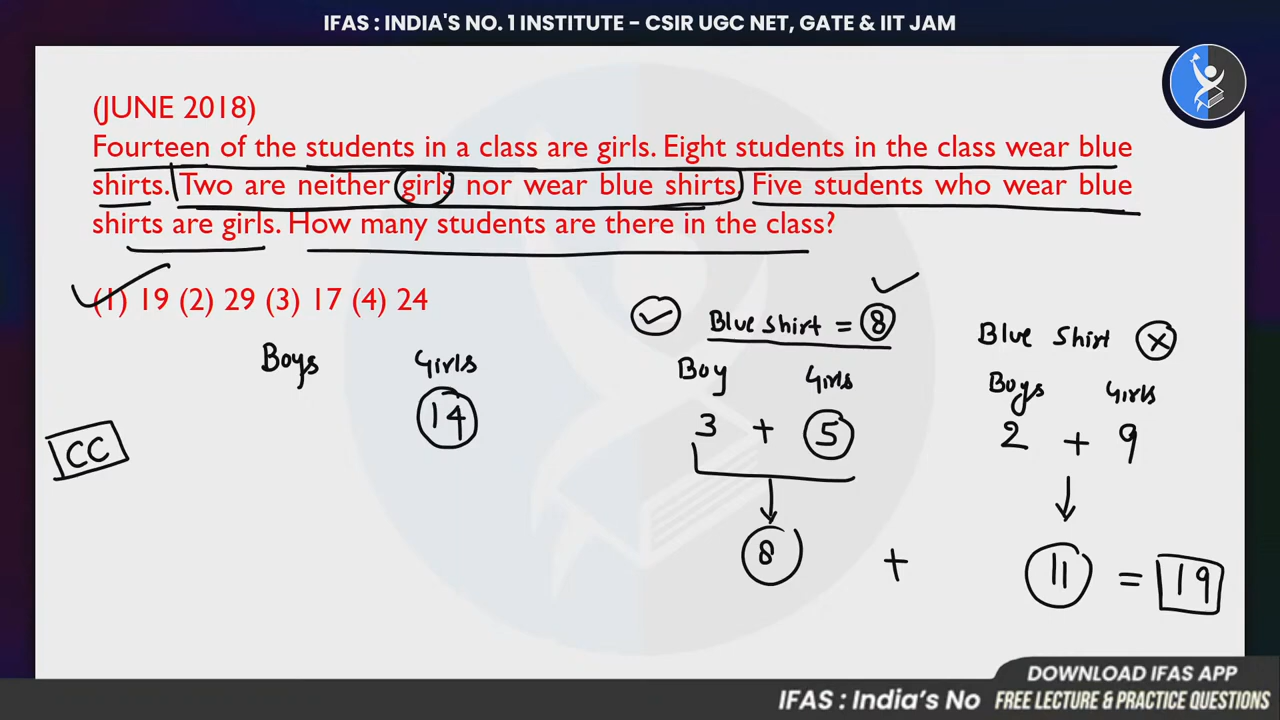 IFAS : INDIA'S NO. 1 INSTITUTE – CSIR UGC NET, GATE & IIT JAM
(JUNE 2018)
Fourteen of the students in a class are girls. Eight students in the class wear blue
shirts. Two are neither girls nor wear blue shirts. Five students who wear blue
shirts are girls. How many students are there in the class?
(1) 19 (2) 29 (3) 17 (4) 24
Boys Girls
14
CC
Blue Shirt = 8
Boy Girls
3 + 5
8
+
Blue Shirt ×
Boys Girls
2 + 9
11 = 19
DOWNLOAD IFAS APP
IFAS : India's No
FREE LECTURE & PRACTICE QUESTIONS